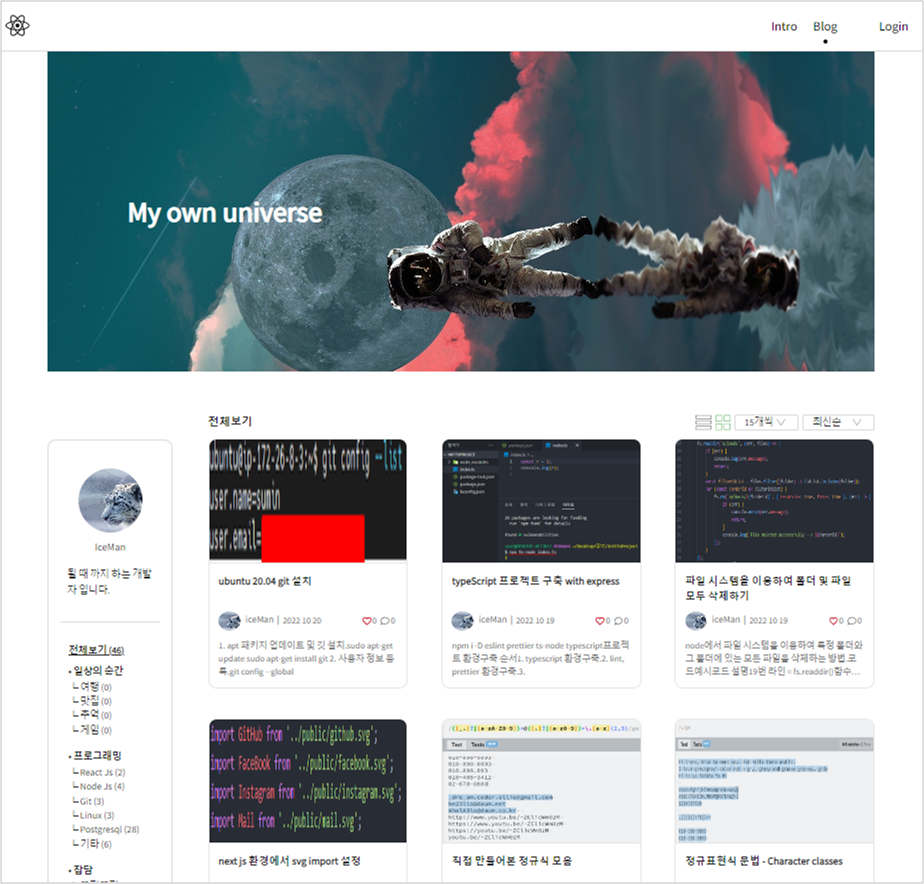 Intro Blog Login
My own universe
전체보기 15개씩 최신순
IceMan
될 때 까지 하는 개발
자 입니다.
전체보기 (46)
• 일상의 순간
ㄴ여행 (0)
ㄴ맛집 (0)
ㄴ추억 (0)
ㄴ게임 (0)
• 프로그래밍
ㄴReact Js (2)
ㄴNode Js (4)
ㄴGit (3)
ㄴLinux (3)
ㄴPostgresql (28)
ㄴ기타 (6)
• 잡담
ubuntu@ip-172-26-8-3:~$ git config --list
user.name=sumin
user.email=
ubuntu 20.04 git 설치
iceMan | 2022 10 20 0 0
1. apt 패키지 업데이트 및 깃 설치.sudo apt-get
update sudo apt-get install git 2. 사용자 정보 등
록.git config --global
typeScript 프로젝트 구축 with express
iceMan | 2022 10 19 0 0
npm i -D eslint prettier ts-node typescript프로젝
트 환경구축 순서1. typescript 환경구축.2. lint,
prettier 환경구축.3.
파일 시스템을 이용하여 폴더 및 파일
모두 삭제하기
iceMan | 2022 10 19 0 0
node에서 파일 시스템을 이용하여 특정 폴더와
그 폴더에 있는 모든 파일을 삭제하는 방법.코
드예시코드 설명19번 라인 = fs.readdir()함수...
import GitHub from '../public/github.svg';
import FaceBook from '../public/facebook.svg';
import Instagram from '../public/instagram.svg';
import Mail from '../public/mail.svg';
next js 환경에서 svg import 설정
Text Tests
직접 만들어본 정규식 모음
Text Tests
정규표현식 문법 - Character classes